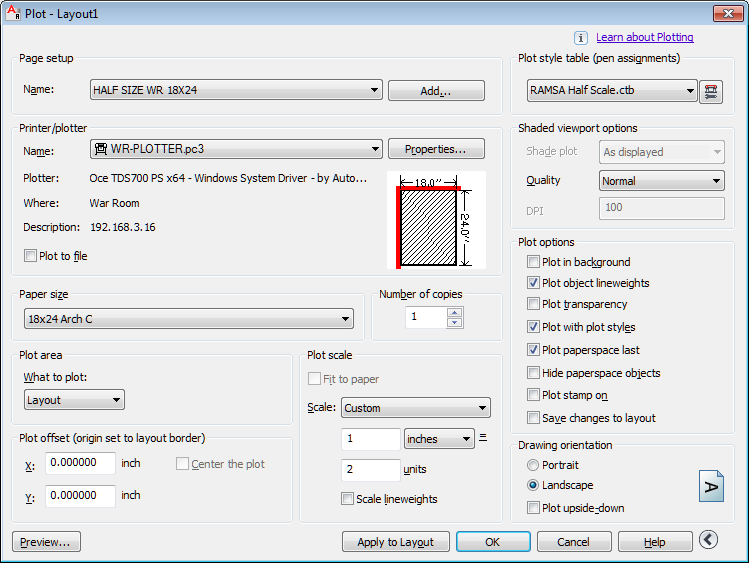 Plot - Layout1
Learn about Plotting
Page setup
Name: HALF SIZE WR 18X24 Add...
Plot style table (pen assignments)
RAMSA Half Scale.ctb
Printer/plotter
Name: WR-PLOTTER.pc3 Properties...
Plotter: Oce TDS700 PS x64 - Windows System Driver - by Auto...
Where: War Room
Description: 192.168.3.16
Plot to file
18.0''
24.0''
Shaded viewport options
Shade plot As displayed
Quality Normal
DPI 100
Paper size
18x24 Arch C
Number of copies
1
Plot area
What to plot:
Layout
Plot offset (origin set to layout border)
X: 0.000000 inch Center the plot
Y: 0.000000 inch
Plot scale
Fit to paper
Scale: Custom
1 inches =
2 units
Scale lineweights
Plot options
Plot in background
Plot object lineweights
Plot transparency
Plot with plot styles
Plot paperspace last
Hide paperspace objects
Plot stamp on
Save changes to layout
Drawing orientation
Portrait
Landscape
Plot upside-down
A
Preview... Apply to Layout OK Cancel Help